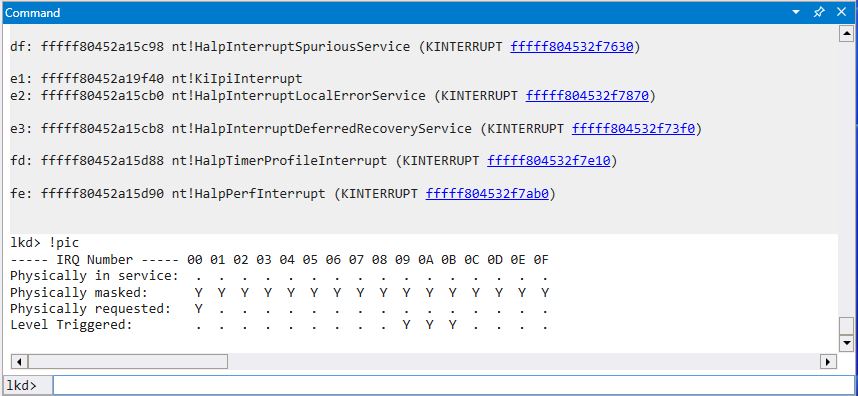 Command
df: fffff80452a15c98 nt!HalpInterruptSpuriousService (KINTERRUPT fffff804532f7630)
e1: fffff80452a19f40 nt!KiIpiInterrupt
e2: fffff80452a15cb0 nt!HalpInterruptLocalErrorService (KINTERRUPT fffff804532f7870)
e3: fffff80452a15cb8 nt!HalpInterruptDeferredRecoveryService (KINTERRUPT fffff804532f73f0)
fd: fffff80452a15d88 nt!HalpTimerProfileInterrupt (KINTERRUPT fffff804532f7e10)
fe: fffff80452a15d90 nt!HalpPerfInterrupt (KINTERRUPT fffff804532f7ab0)
lkd> !pic
----- IRQ Number ----- 00 01 02 03 04 05 06 07 08 09 0A 0B 0C 0D 0E 0F
Physically in service:  .  .  .  .  .  .  .  .  .  .  .  .  .  .  .  .
Physically masked:      Y  Y  Y  Y  Y  Y  Y  Y  Y  Y  Y  Y  Y  Y  Y  Y
Physically requested:   Y  .  .  .  .  .  .  .  .  .  .  .  .  .  .  .
Level Triggered:        .  .  .  .  .  .  .  .  .  Y  Y  Y  .  .  .  .
lkd>